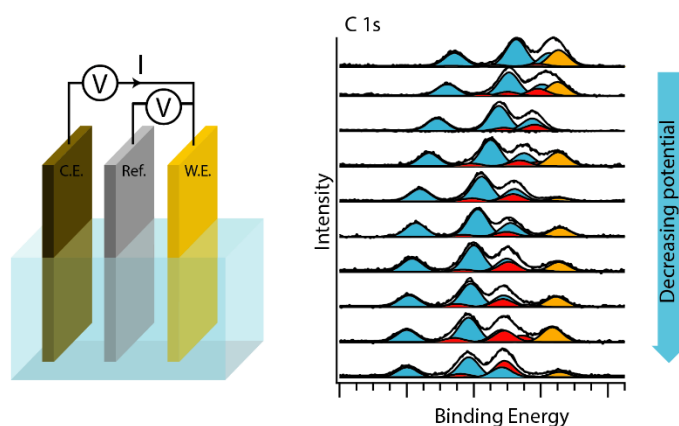 C 1s
I
V
V
C.E.
Ref.
W.E.
Intensity
Decreasing potential
Binding Energy